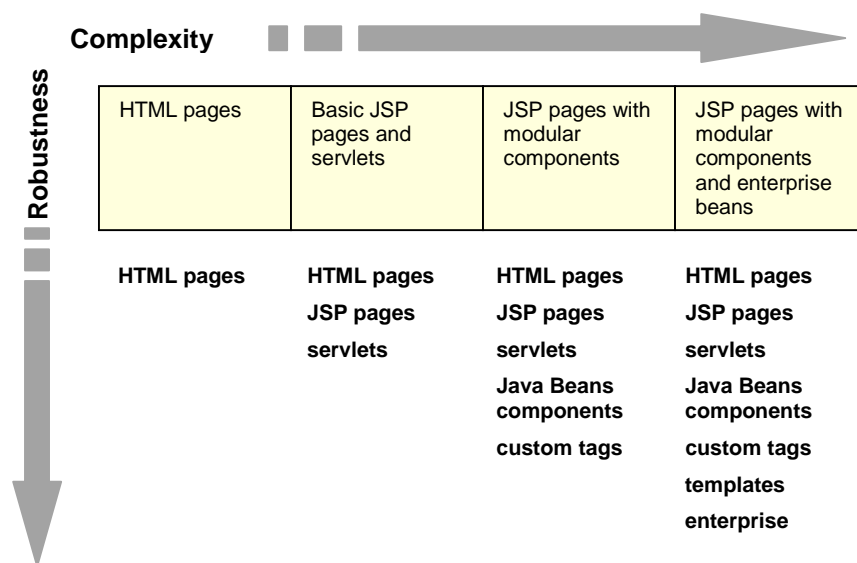 Complexity
Robustness
HTML pages
Basic JSP
pages and
servlets
JSP pages with
modular
components
JSP pages with
modular
components
and enterprise
beans
HTML pages
HTML pages
JSP pages
servlets
HTML pages
JSP pages
servlets
Java Beans
components
custom tags
HTML pages
JSP pages
servlets
Java Beans
components
custom tags
templates
enterprise